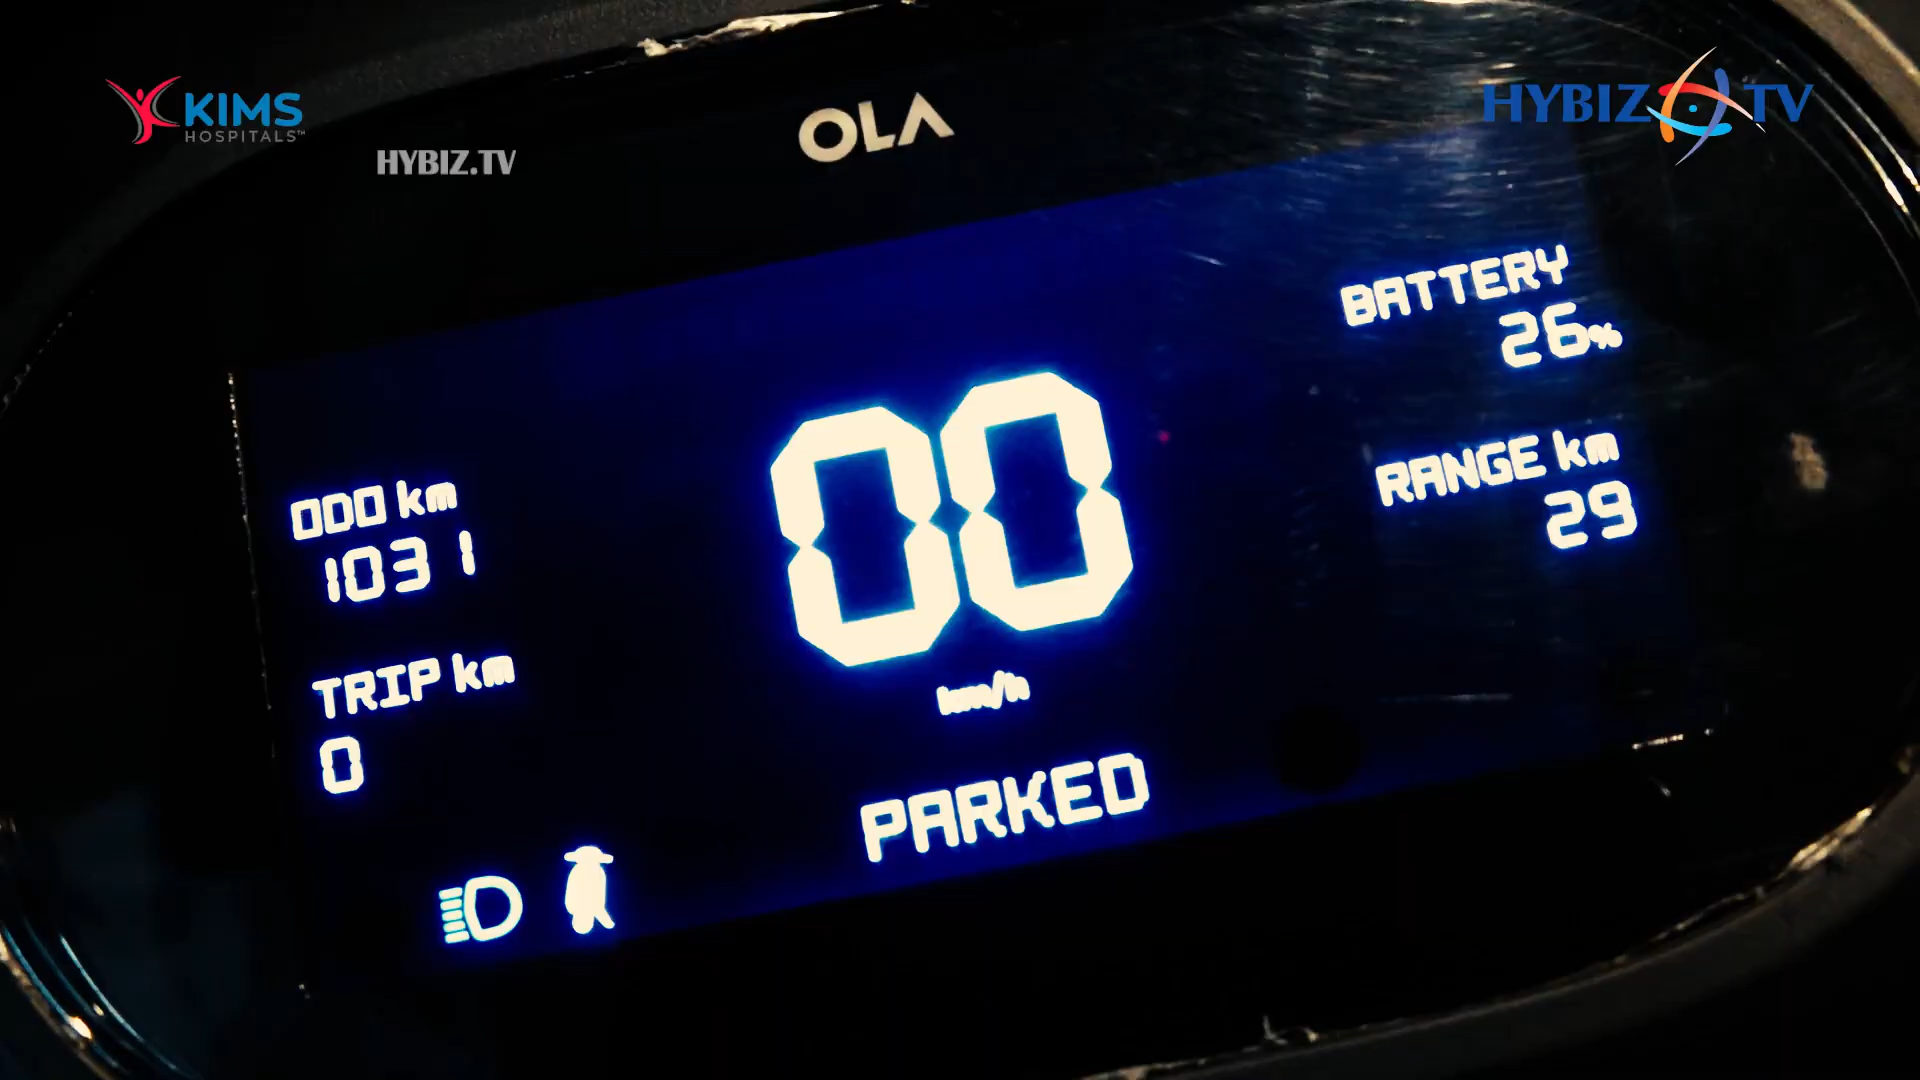 KIMS
HOSPITALS™
HYBIZ TV
HYBIZ.TV
OLA
BATTERY
26%
RANGE km
29
ODO km
1031
TRIP km
0
00
km/h
PARKED